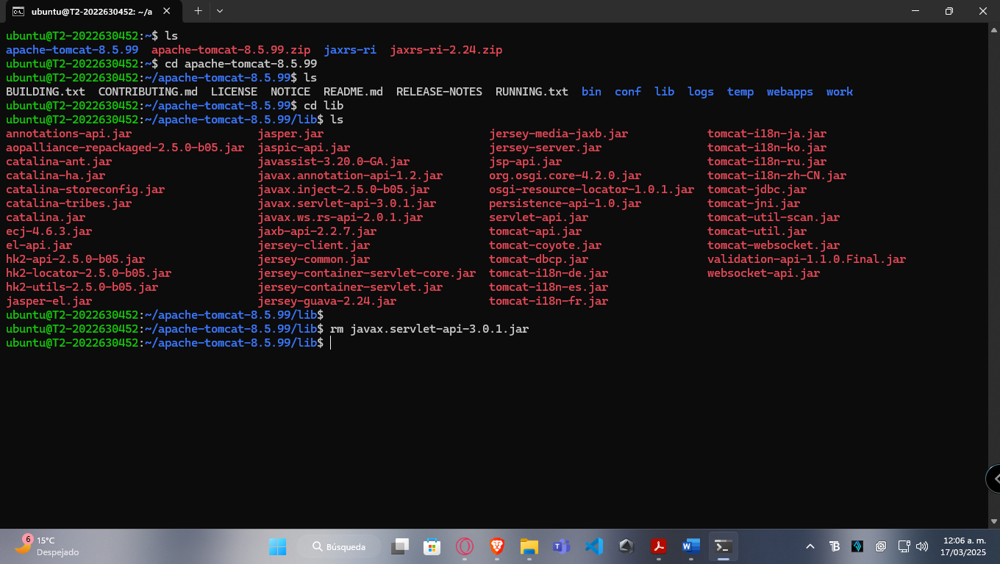 ubuntu@T2-2022630452: ~/a
ubuntu@T2-2022630452:~$ ls
apache-tomcat-8.5.99  apache-tomcat-8.5.99.zip  jaxrs-ri  jaxrs-ri-2.24.zip
ubuntu@T2-2022630452:~$ cd apache-tomcat-8.5.99
ubuntu@T2-2022630452:~/apache-tomcat-8.5.99$ ls
BUILDING.txt  CONTRIBUTING.md  LICENSE  NOTICE  README.md  RELEASE-NOTES  RUNNING.txt  bin  conf  lib  logs  temp  webapps  work
ubuntu@T2-2022630452:~/apache-tomcat-8.5.99$ cd lib
ubuntu@T2-2022630452:~/apache-tomcat-8.5.99/lib$ ls
annotations-api.jar  jasper.jar  jersey-media-jaxb.jar  tomcat-i18n-ja.jar
aopalliance-repackaged-2.5.0-b05.jar  jaspic-api.jar  jersey-server.jar  tomcat-i18n-ko.jar
catalina-ant.jar  javassist-3.20.0-GA.jar  jsp-api.jar  tomcat-i18n-ru.jar
catalina-ha.jar  javax.annotation-api-1.2.jar  org.osgi.core-4.2.0.jar  tomcat-i18n-zh-CN.jar
catalina-storeconfig.jar  javax.inject-2.5.0-b05.jar  osgi-resource-locator-1.0.1.jar  tomcat-jdbc.jar
catalina-tribes.jar  javax.servlet-api-3.0.1.jar  persistence-api-1.0.jar  tomcat-jni.jar
catalina.jar  javax.ws.rs-api-2.0.1.jar  servlet-api.jar  tomcat-util-scan.jar
ecj-4.6.3.jar  jaxb-api-2.2.7.jar  tomcat-api.jar  tomcat-util.jar
el-api.jar  jersey-client.jar  tomcat-coyote.jar  tomcat-websocket.jar
hk2-api-2.5.0-b05.jar  jersey-common.jar  tomcat-dbcp.jar  validation-api-1.1.0.Final.jar
hk2-locator-2.5.0-b05.jar  jersey-container-servlet-core.jar  tomcat-i18n-de.jar  websocket-api.jar
hk2-utils-2.5.0-b05.jar  jersey-container-servlet.jar  tomcat-i18n-es.jar
jasper-el.jar  jersey-guava-2.24.jar  tomcat-i18n-fr.jar
ubuntu@T2-2022630452:~/apache-tomcat-8.5.99/lib$
ubuntu@T2-2022630452:~/apache-tomcat-8.5.99/lib$ rm javax.servlet-api-3.0.1.jar
ubuntu@T2-2022630452:~/apache-tomcat-8.5.99/lib$
6
15°C
Despejado
Búsqueda
12:06 a. m.
17/03/2025